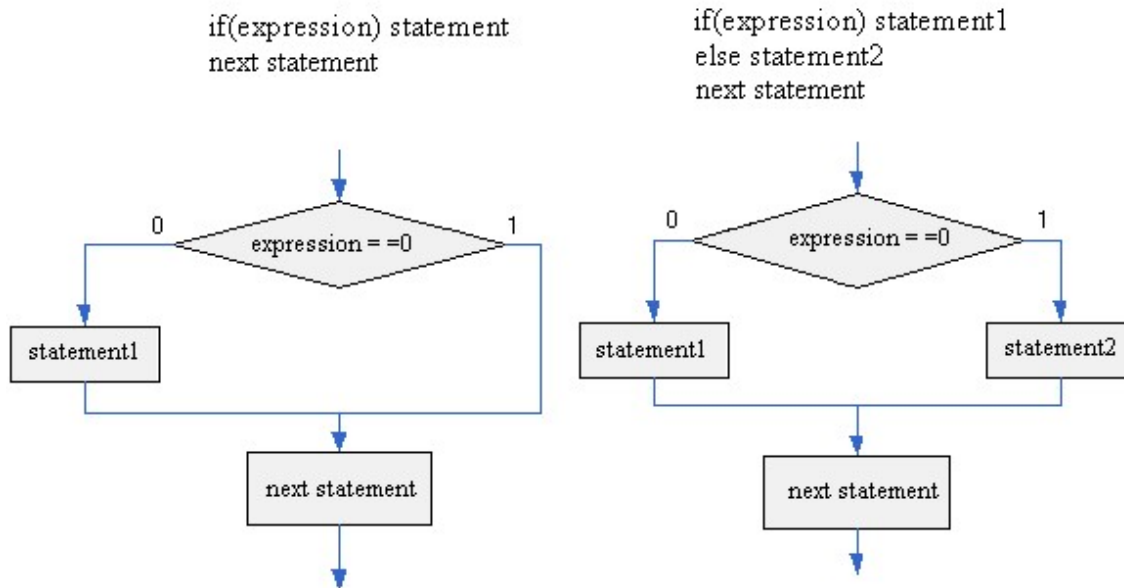 if(expression) statement
next statement
0
1
expression = =0
statement1
next statement
if(expression) statement1
else statement2
next statement
0
1
expression = =0
statement1
statement2
next statement